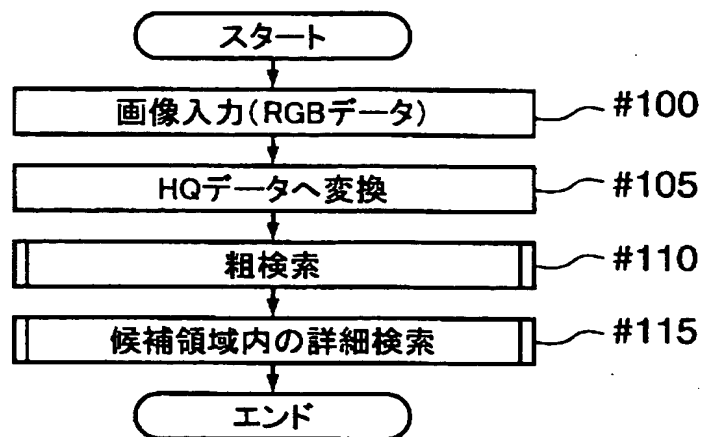 スタート
画像入力(RGBデータ) #100
HQデータへ変換 #105
粗検索 #110
候補領域内の詳細検索 #115
エンド